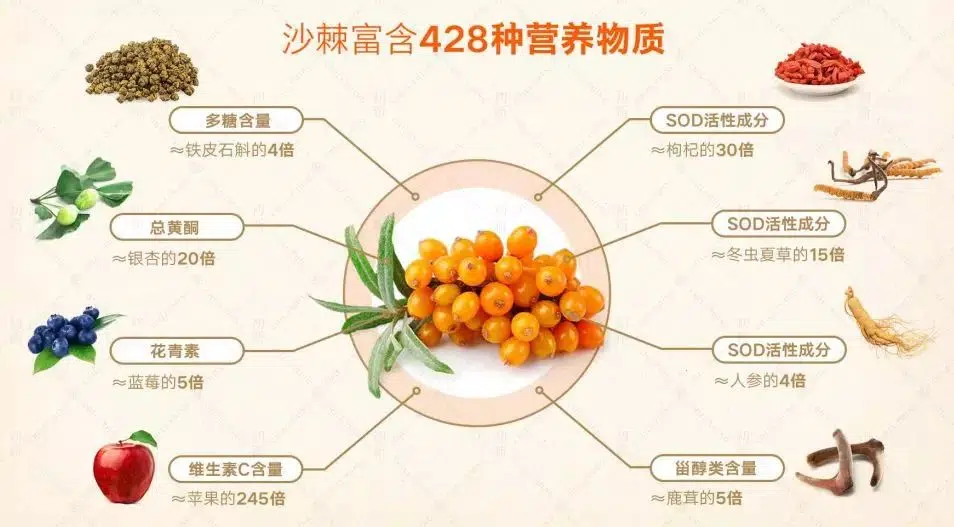 沙棘富含428种营养物质
多糖含量
≈铁皮石斛的4倍
SOD活性成分
≈枸杞的30倍
总黄酮
≈银杏的20倍
SOD活性成分
≈冬虫夏草的15倍
花青素
≈蓝莓的5倍
SOD活性成分
≈人参的4倍
维生素C含量
≈苹果的245倍
甾醇类含量
≈鹿茸的5倍